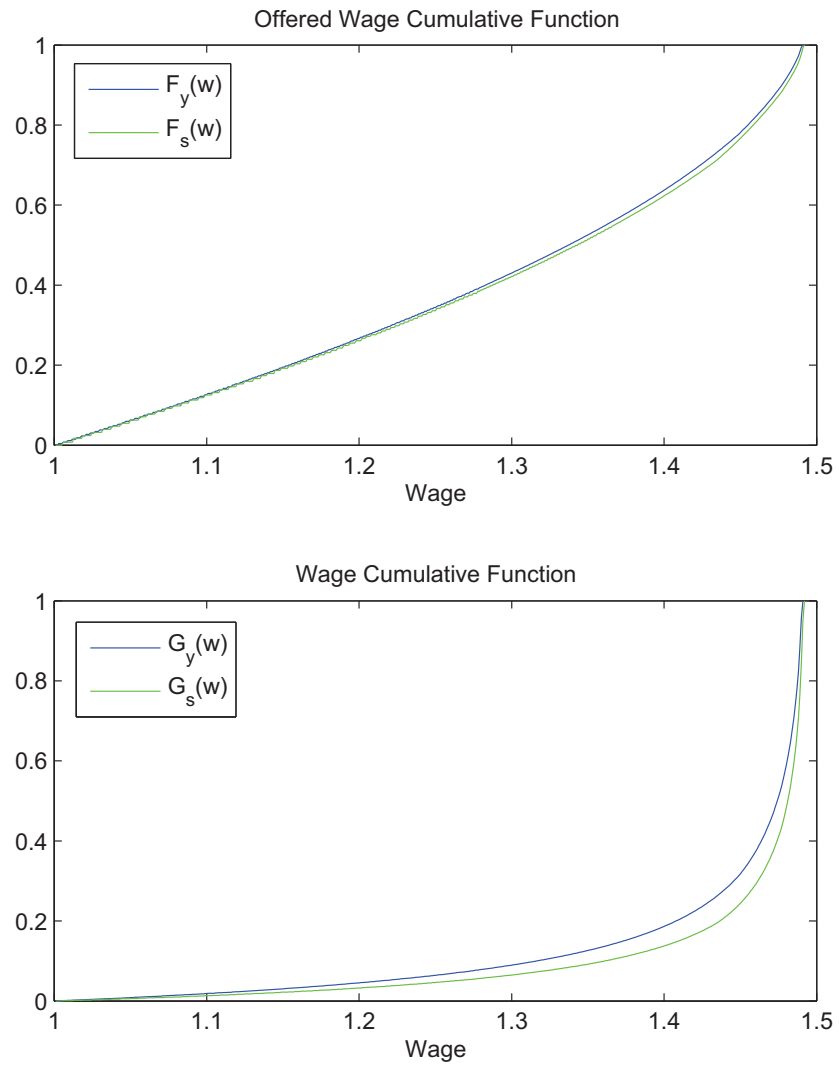 Offered Wage Cumulative Function
1
0.8
0.6
0.4
0.2
0
F_y(w)
F_s(w)
1 1.1 1.2 1.3 1.4 1.5
Wage
Wage Cumulative Function
1
0.8
0.6
0.4
0.2
0
G_y(w)
G_s(w)
1 1.1 1.2 1.3 1.4 1.5
Wage